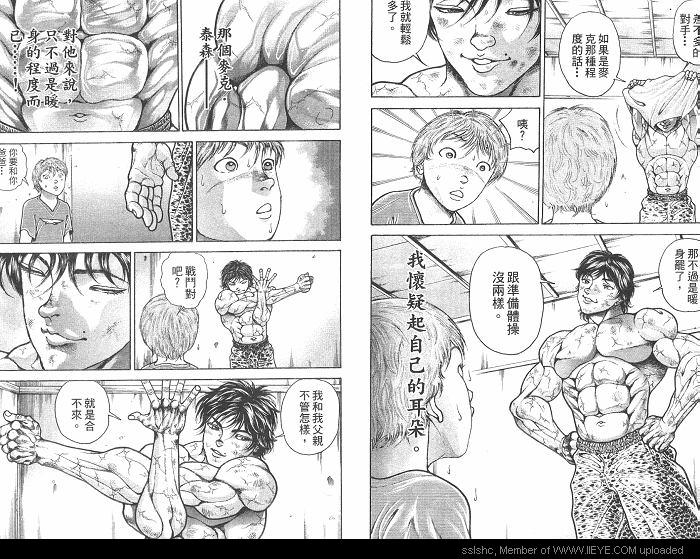 我就輕鬆
多了。
如果是麥
克那種程
度的話…
對手…
咦？
那不過是暖
身罷了，
跟準備體操
沒兩樣。
我懷疑起自己的耳朵。
那個麥克．
泰森——
對他來說，
只不過是暖
身的程度而
已……！
你要和你
爸爸…
戰鬥對
吧？
我和我父親
不管怎樣，
就是合
不來。
sslshc, Member of WWW.IIEYE.COM uploaded